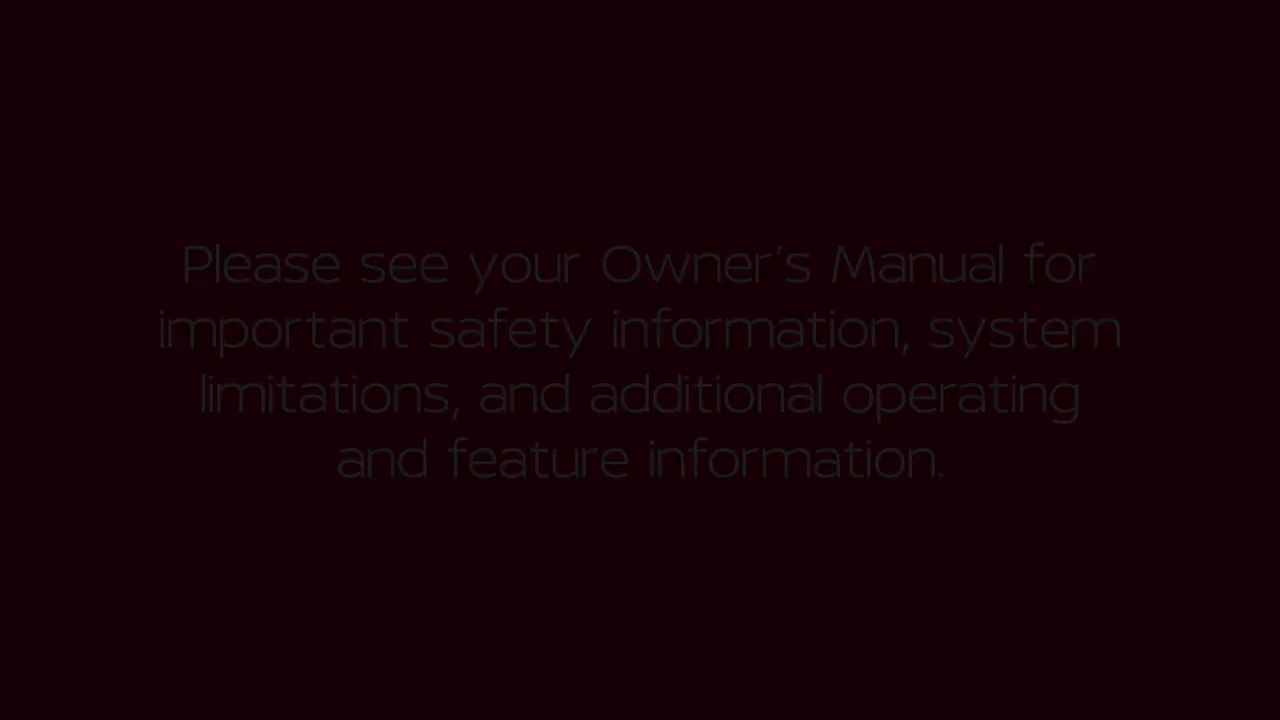 Please see your Owner’s Manual for
important safety information, system
limitations, and additional operating
and feature information.